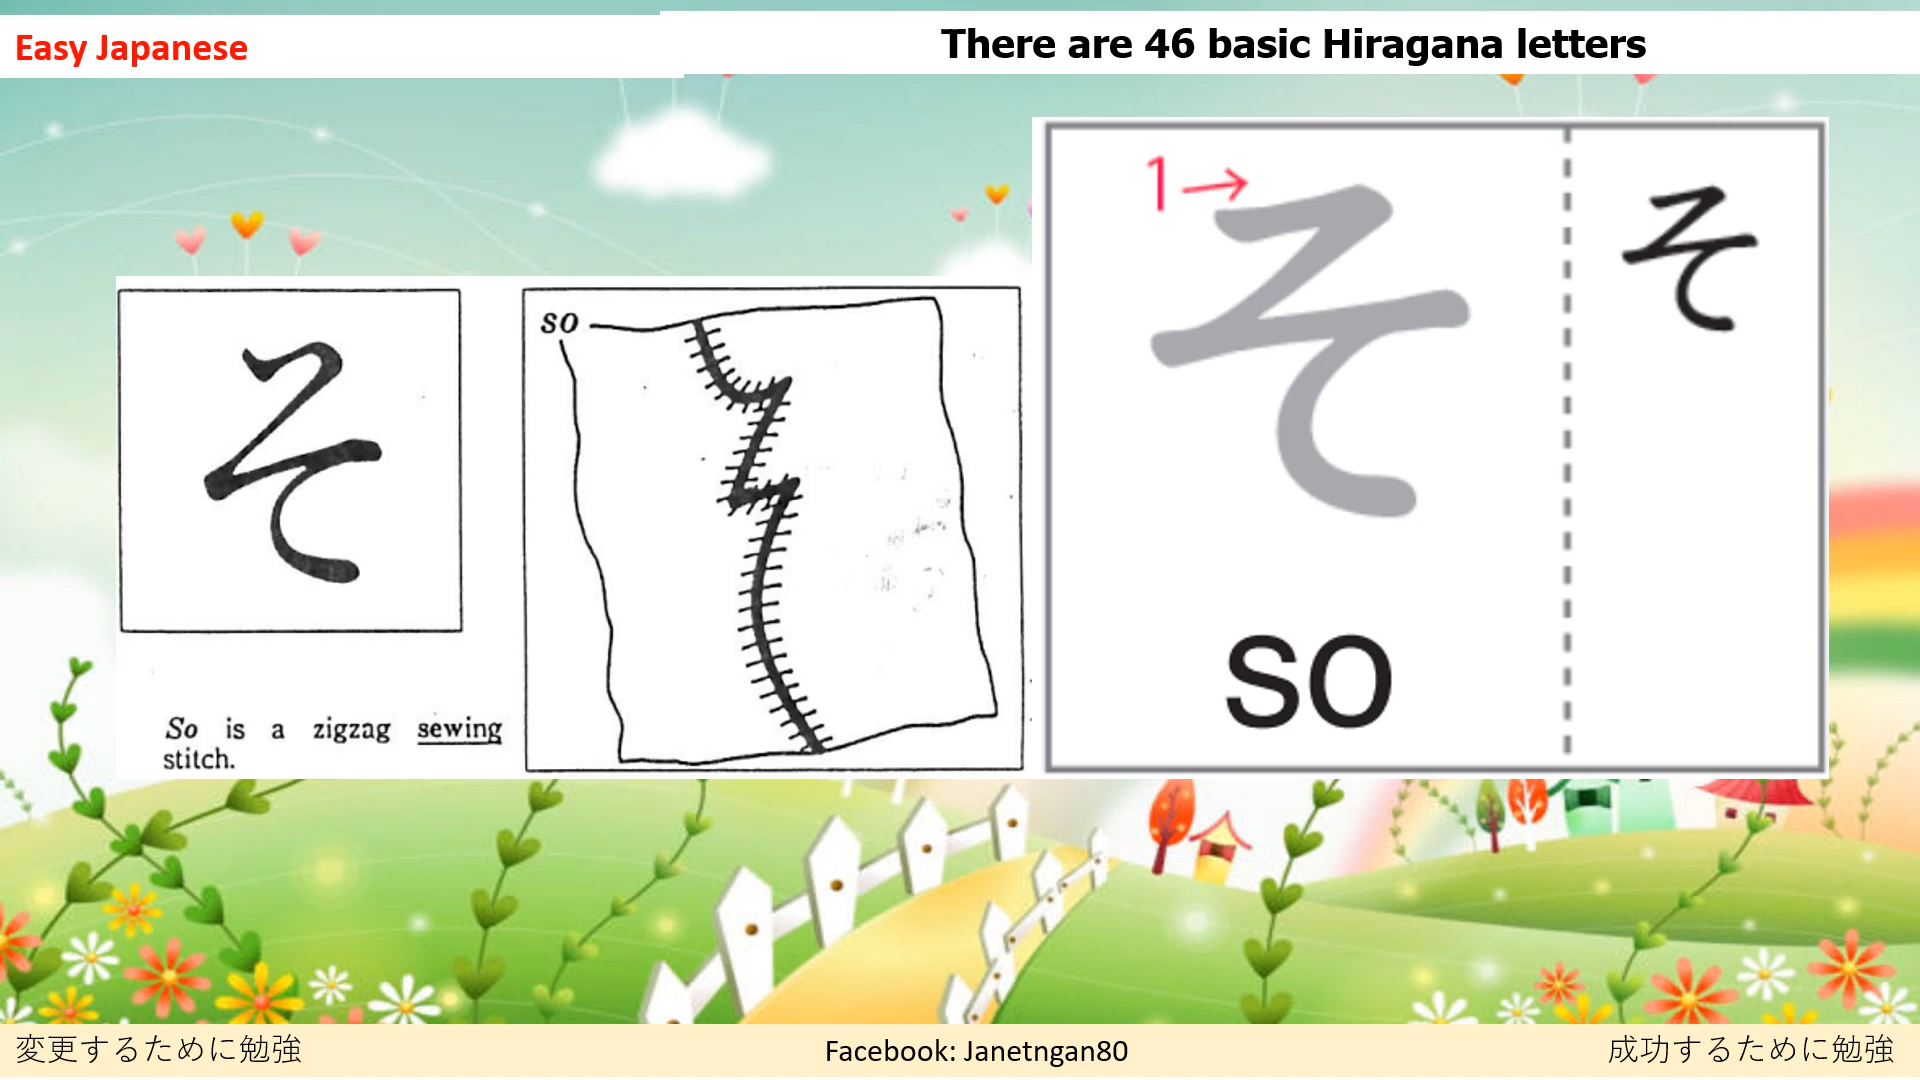 Easy Japanese
There are 46 basic Hiragana letters
そ
so
So is a zigzag sewing
stitch.
1→
そ
そ
so
変更するために勉強
Facebook: Janetngan80
成功するために勉強